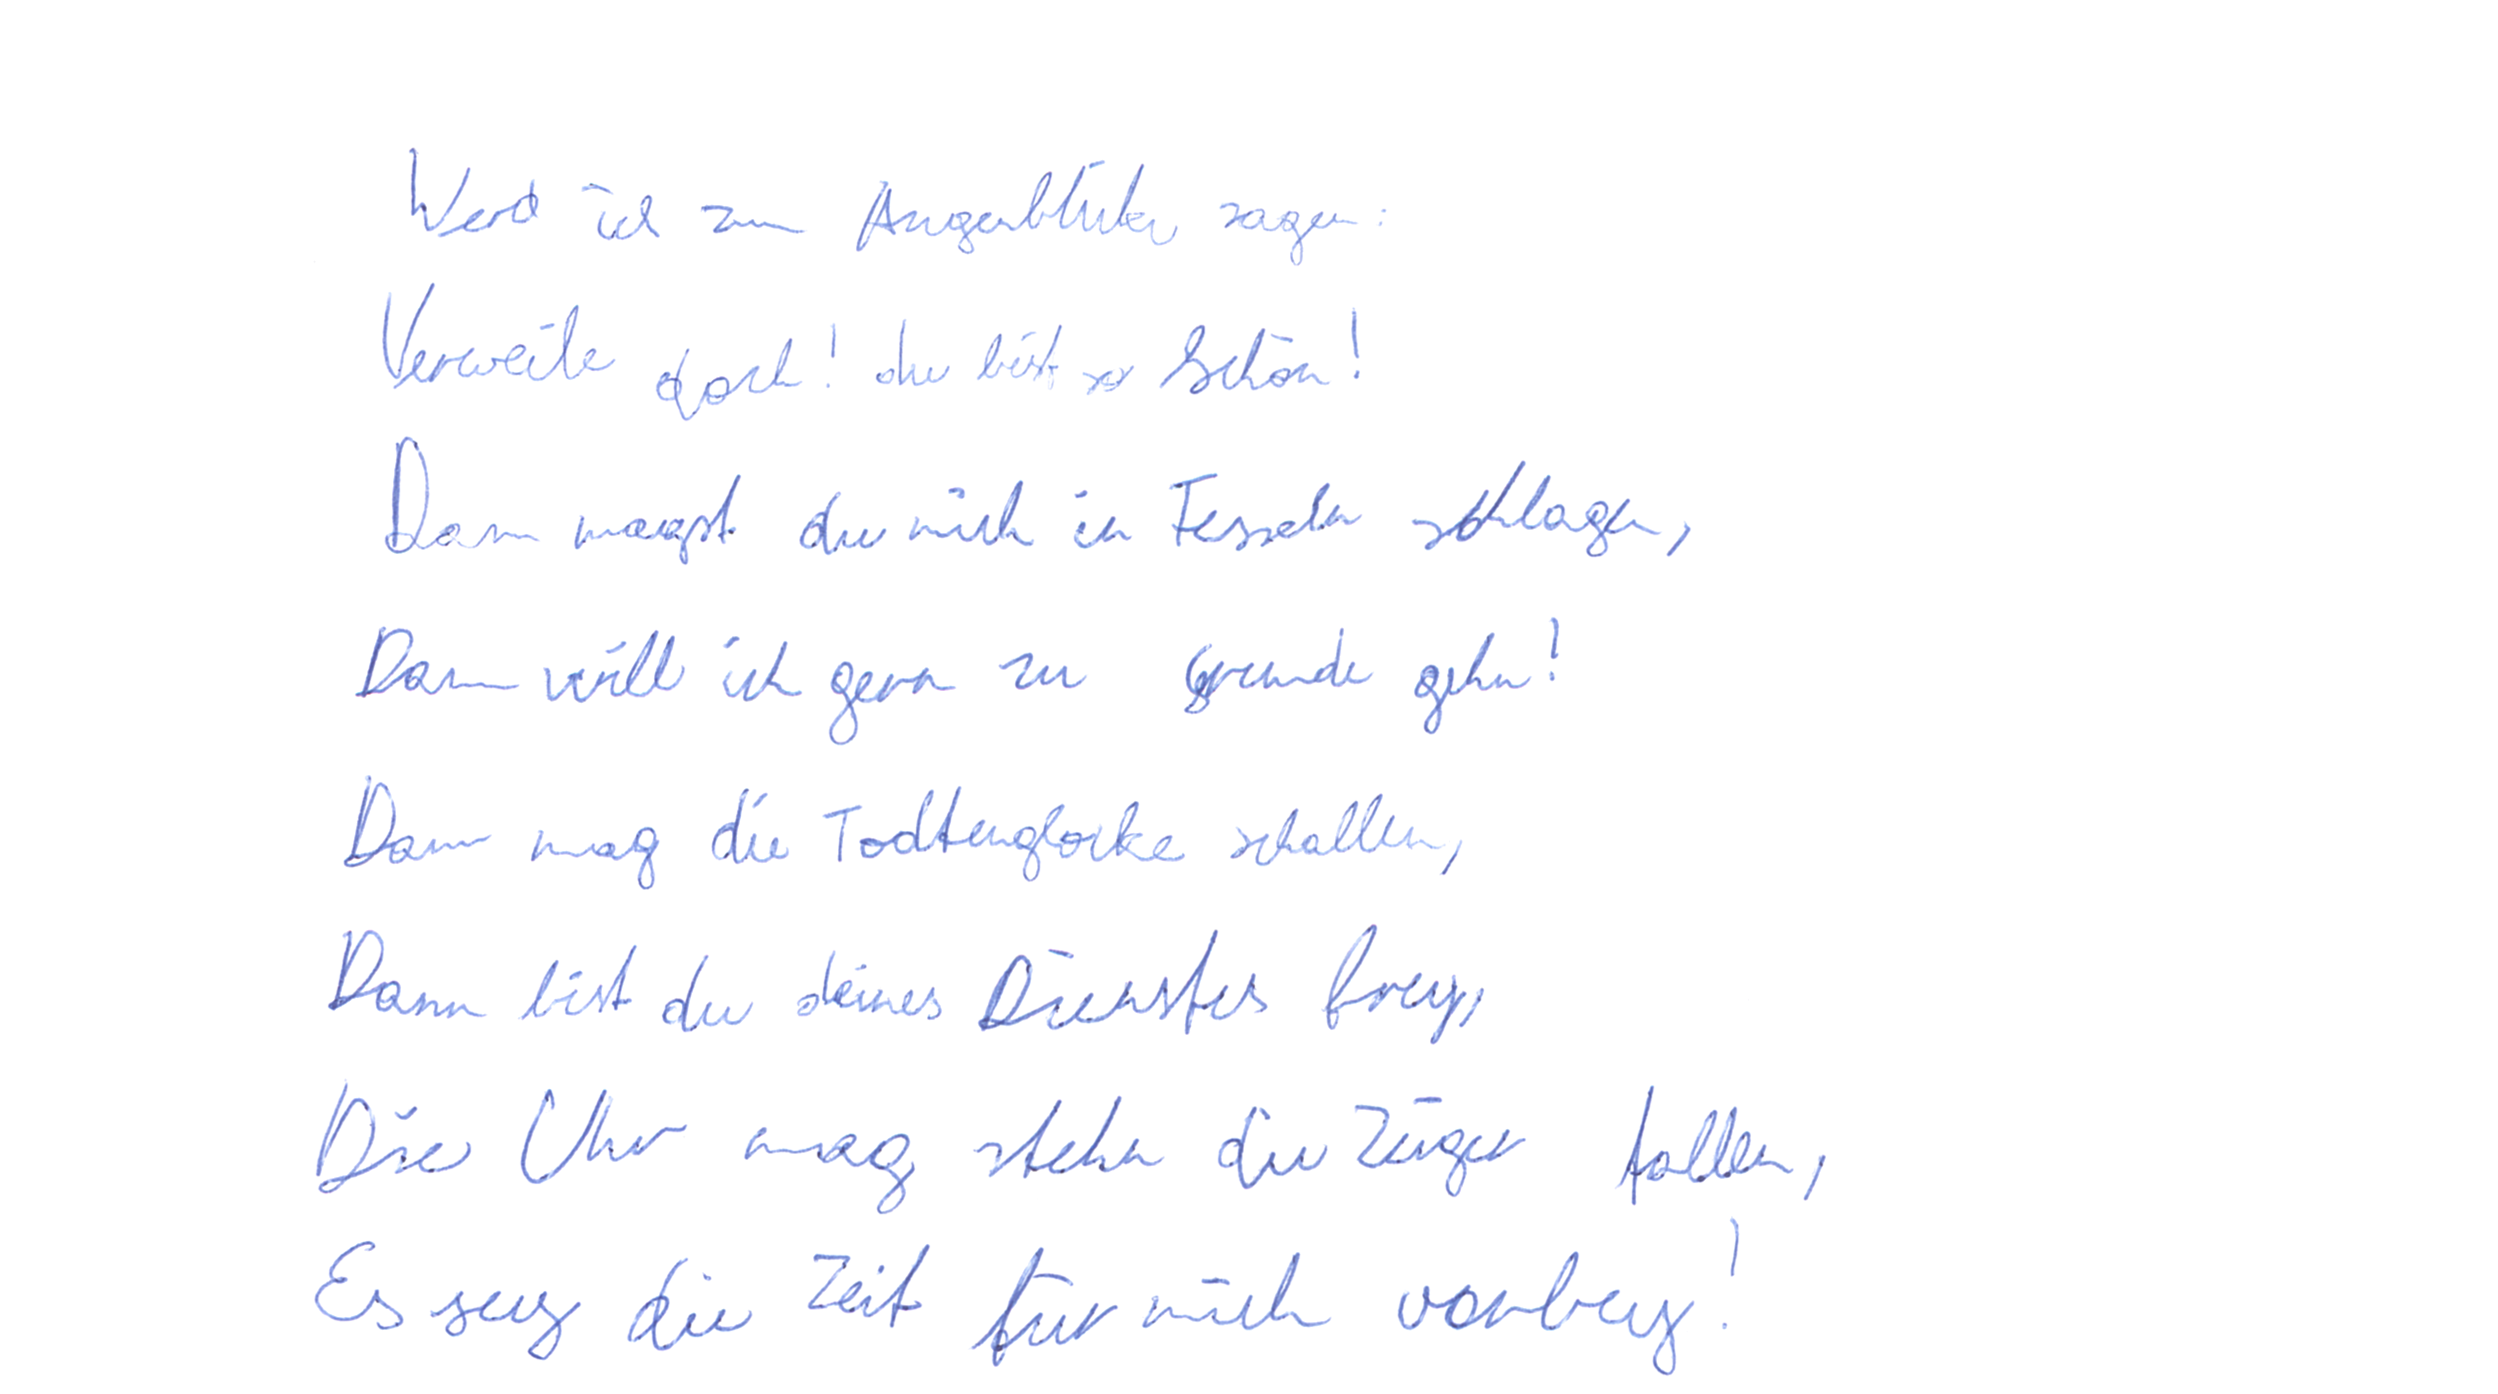 Werd ich zum Augenblicke sagen:
Verweile doch! du bist so schön!
Dann magst du mich in Fesseln schlagen,
Dann will ich gern zu Grunde gehn!
Dann mag die Todtenglocke schallen,
Dann bist du deines Dienstes frey,
Die Uhr mag stehn der Zeiger fallen,
Es sey die Zeit für mich vorbey!